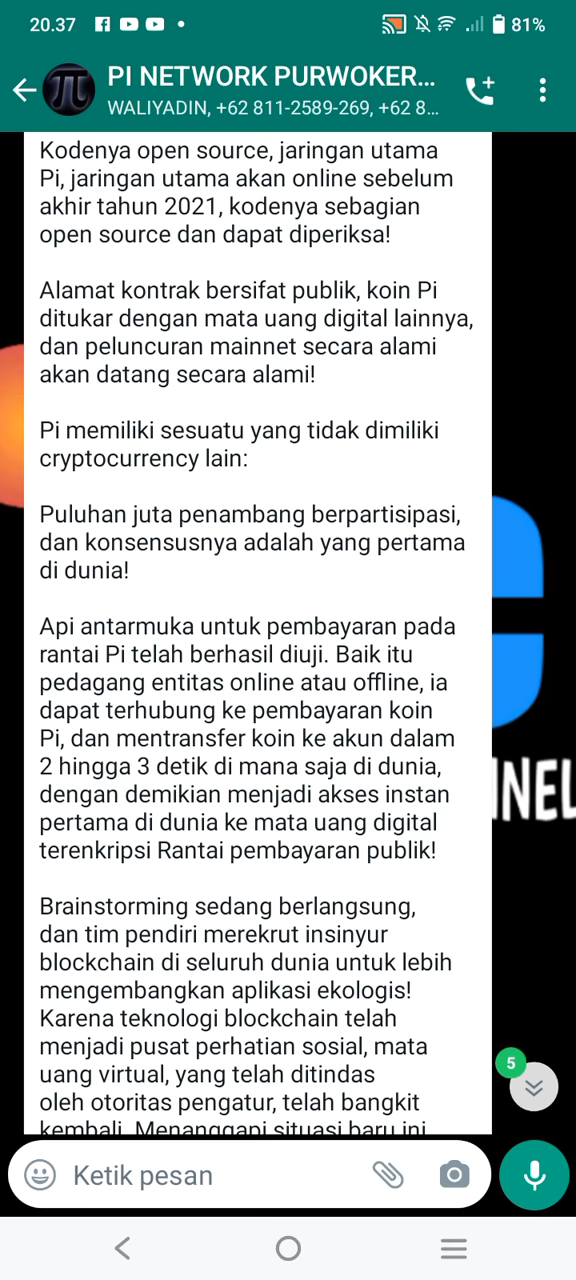 20.37
81%
PI NETWORK PURWOKER...
WALIYADIN, +62 811-2589-269, +62 8...
Kodenya open source, jaringan utama
Pi, jaringan utama akan online sebelum
akhir tahun 2021, kodenya sebagian
open source dan dapat diperiksa!
Alamat kontrak bersifat publik, koin Pi
ditukar dengan mata uang digital lainnya,
dan peluncuran mainnet secara alami
akan datang secara alami!
Pi memiliki sesuatu yang tidak dimiliki
cryptocurrency lain:
Puluhan juta penambang berpartisipasi,
dan konsensusnya adalah yang pertama
di dunia!
Api antarmuka untuk pembayaran pada
rantai Pi telah berhasil diuji. Baik itu
pedagang entitas online atau offline, ia
dapat terhubung ke pembayaran koin
Pi, dan mentransfer koin ke akun dalam
2 hingga 3 detik di mana saja di dunia,
dengan demikian menjadi akses instan
pertama di dunia ke mata uang digital
terenkripsi Rantai pembayaran publik!
Brainstorming sedang berlangsung,
dan tim pendiri merekrut insinyur
blockchain di seluruh dunia untuk lebih
mengembangkan aplikasi ekologis!
Karena teknologi blockchain telah
menjadi pusat perhatian sosial, mata
uang virtual, yang telah ditindas
oleh otoritas pengatur, telah bangkit
kembali. Menanggapi situasi baru ini
NEL
5
Ketik pesan